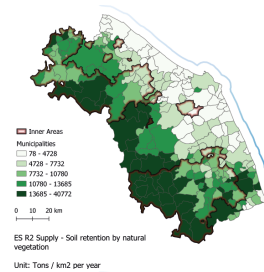 Inner Areas
Municipalities
78 - 4728
4728 - 7732
7732 - 10780
10780 - 13685
13685 - 40772
0 10 20 km
ES R2 Supply - Soil retention by natural
vegetation
Unit: Tons / km2 per year